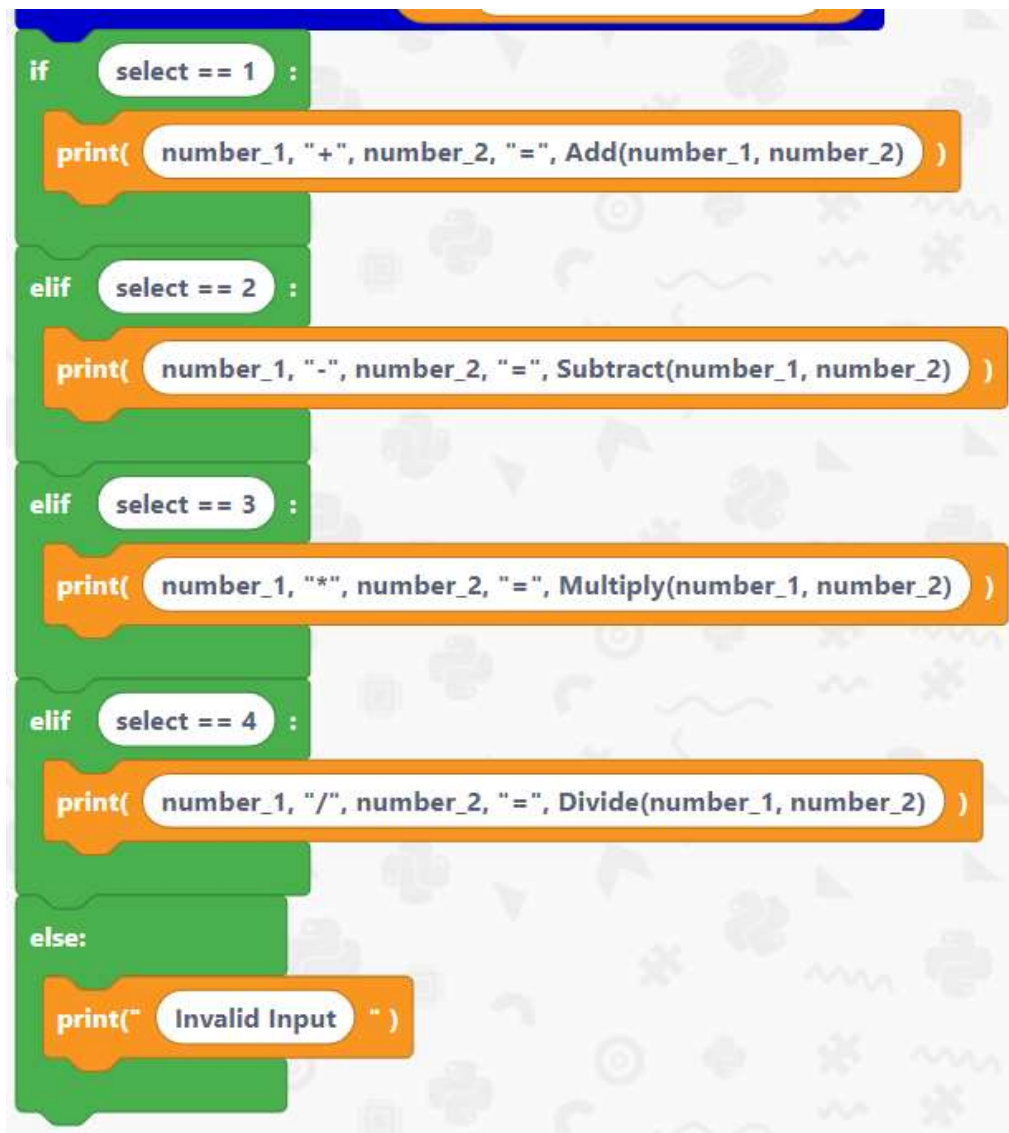 if select == 1 :
print( number_1, "+", number_2, "=", Add(number_1, number_2) )
elif select == 2 :
print( number_1, "-", number_2, "=", Subtract(number_1, number_2) )
elif select == 3 :
print( number_1, "*", number_2, "=", Multiply(number_1, number_2) )
elif select == 4 :
print( number_1, "/", number_2, "=", Divide(number_1, number_2) )
else:
print(" Invalid Input " )